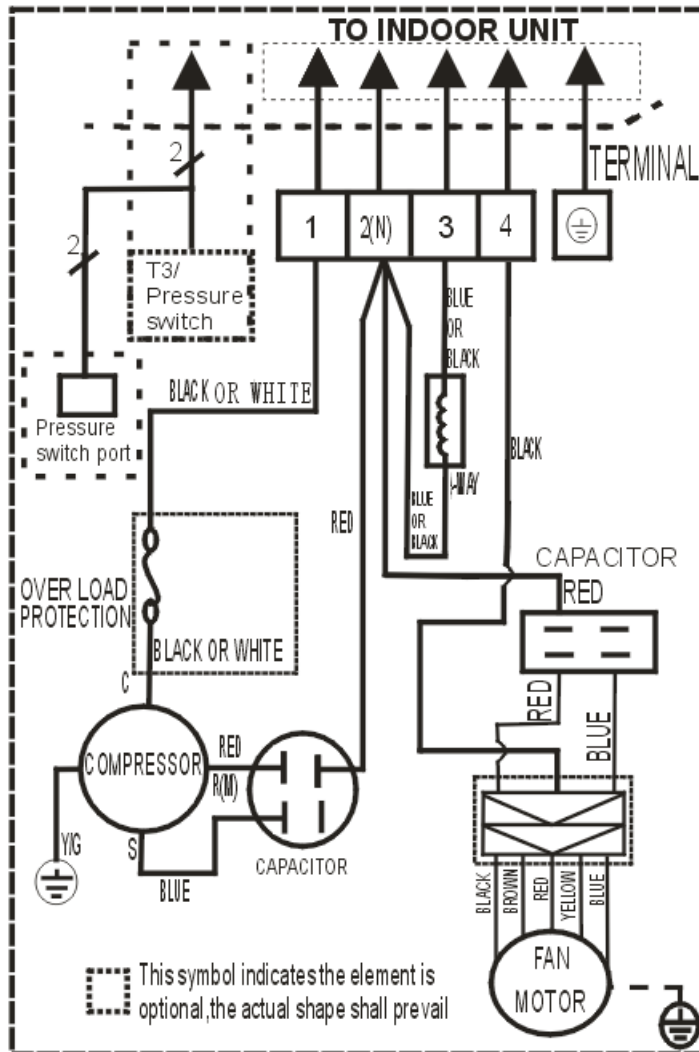 TO INDOOR UNIT
2
TERMINAL
1
2(N)
3
4
2
T3/
Pressure
switch
BLUE
OR
BLACK
BLACK OR WHITE
Pressure
switch port
BLACK
4-WAY
BLUE
OR
BLACK
RED
CAPACITOR
RED
OVER LOAD
PROTECTION
BLACK OR WHITE
C
RED
BLUE
COMPRESSOR
RED
R(M)
Y/G
S
CAPACITOR
BLUE
BLACK
BROWN
RED
YELLOW
BLUE
FAN
MOTOR
This symbol indicates the element is
optional,the actual shape shall prevail